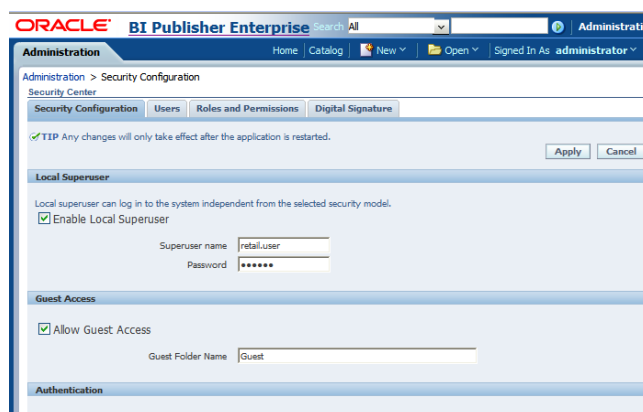 ORACLE BI Publisher Enterprise Search All Administrati
Administration Home Catalog New Open Signed In As administrator
Administration > Security Configuration
Security Center
Security Configuration Users Roles and Permissions Digital Signature
TIP Any changes will only take effect after the application is restarted.
Apply Cancel
Local Superuser
Local superuser can log in to the system independent from the selected security model.
Enable Local Superuser
Superuser name retail.user
Password ••••••
Guest Access
Allow Guest Access
Guest Folder Name Guest
Authentication